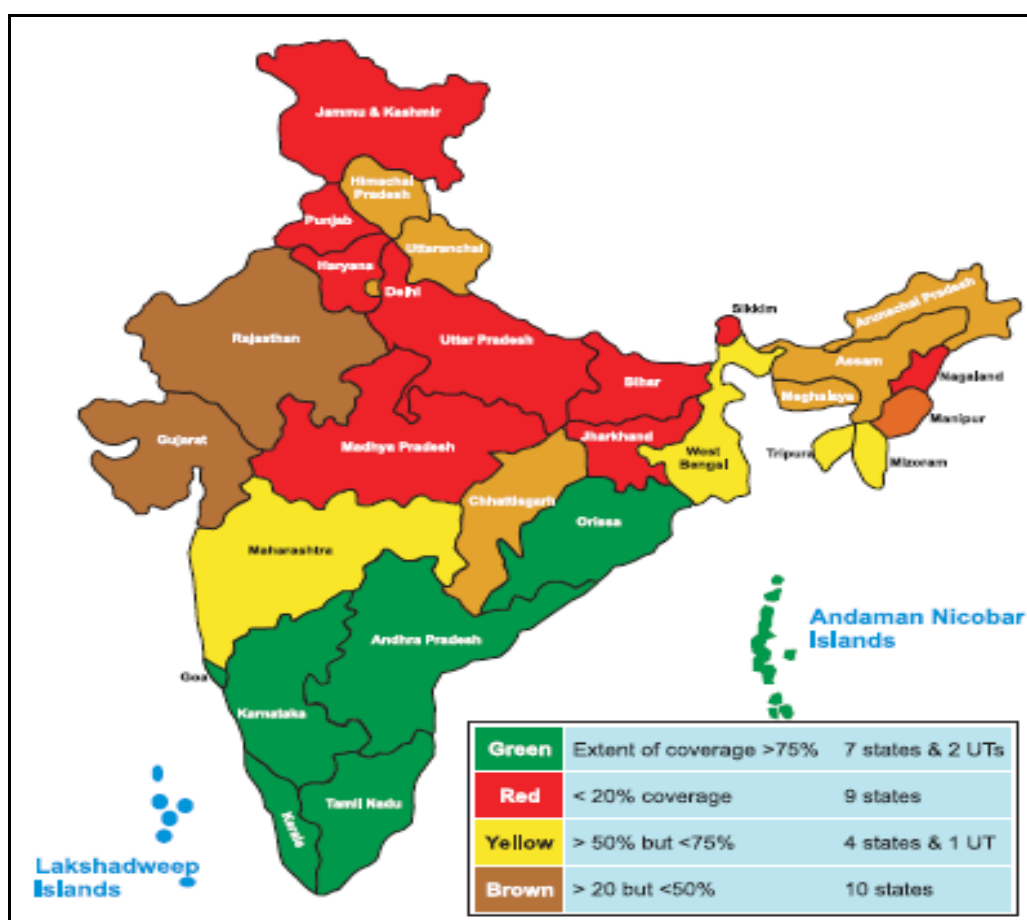 Jammu & Kashmir
Himachal
Pradesh
Punjab
Uttaranchal
Haryana
Delhi
Rajasthan
Uttar Pradesh
Sikkim
Arunachal Pradesh
Assam
Nagaland
Bihar
Meghalaya
Manipur
Gujarat
Madhya Pradesh
Jharkhand
West
Bengal
Tripura
Mizoram
Chhattisgarh
Orissa
Maharashtra
Andaman Nicobar
Islands
Andhra Pradesh
Goa
Karnataka
Tamil Nadu
Kerala
Lakshadweep
Islands
Green Extent of coverage >75% 7 states & 2 UTs
Red < 20% coverage 9 states
Yellow > 50% but <75% 4 states & 1 UT
Brown > 20 but <50% 10 states